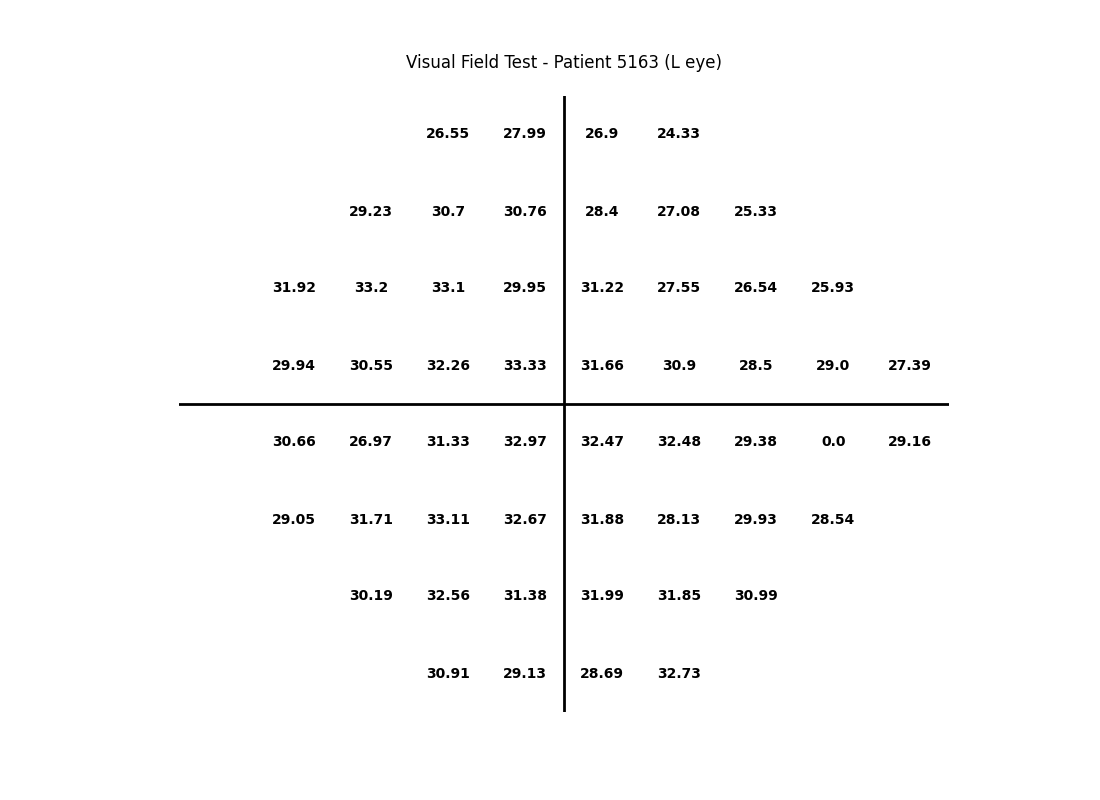 Visual Field Test - Patient 5163 (L eye)
26.55 27.99 26.9 24.33
29.23 30.7 30.76 28.4 27.08 25.33
31.92 33.2 33.1 29.95 31.22 27.55 26.54 25.93
29.94 30.55 32.26 33.33 31.66 30.9 28.5 29.0 27.39
30.66 26.97 31.33 32.97 32.47 32.48 29.38 0.0 29.16
29.05 31.71 33.11 32.67 31.88 28.13 29.93 28.54
30.19 32.56 31.38 31.99 31.85 30.99
30.91 29.13 28.69 32.73